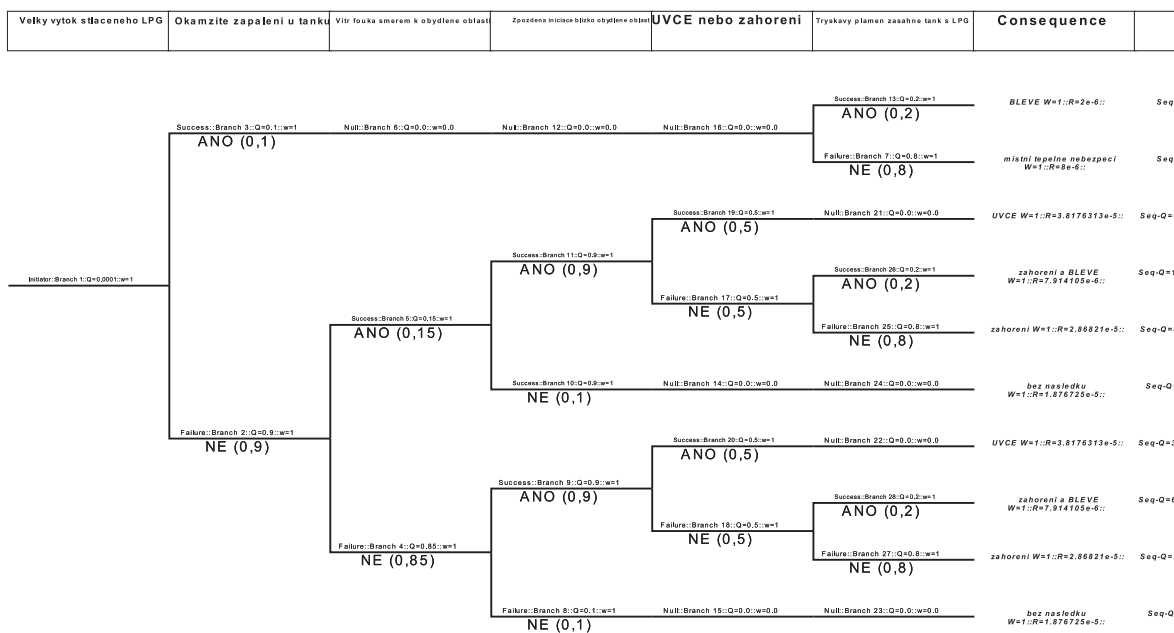 Velky vytok stlaceneho LPG
Okamzite zapaleni u tanku
Vitr fouka smerem k obydlene oblasti
Zpozdena iniciace blizko obydlene oblast
UVCE nebo zahoreni
Tryskavy plamen zasahne tank s LPG
Consequence
Success::Branch 13::Q=0.2::w=1
ANO (0,2)
BLEVE W=1::R=2e-6::
Seq
Success::Branch 3::Q=0.1::w=1
ANO (0,1)
Null::Branch 6::Q=0.0::w=0.0
Null::Branch 12::Q=0.0::w=0.0
Null::Branch 16::Q=0.0::w=0.0
Failure::Branch 7::Q=0.8::w=1
NE (0,8)
mistni tepelne nebezpeci
W=1::R=8e-6::
Seq
Success::Branch 19::Q=0.5::w=1
ANO (0,5)
Null::Branch 21::Q=0.0::w=0.0
UVCE W=1::R=3.8176313e-5::
Seq-Q=
Success::Branch 11::Q=0.9::w=1
ANO (0,9)
Success::Branch 26::Q=0.2::w=1
ANO (0,2)
zahoreni a BLEVE
W=1::R=7.914105e-6::
Seq-Q=1
Initiator::Branch 1::Q=0,0001::w=1
Failure::Branch 17::Q=0.5::w=1
NE (0,5)
Success::Branch 5::Q=0.15::w=1
ANO (0,15)
Failure::Branch 25::Q=0.8::w=1
NE (0,8)
zahoreni W=1::R=2.86821e-5::
Seq-Q=
Success::Branch 10::Q=0.9::w=1
NE (0,1)
Null::Branch 14::Q=0.0::w=0.0
Null::Branch 24::Q=0.0::w=0.0
bez nasledku
W=1::R=1.876725e-5::
Seq-Q
Failure::Branch 2::Q=0.9::w=1
NE (0,9)
Success::Branch 20::Q=0.5::w=1
ANO (0,5)
Null::Branch 22::Q=0.0::w=0.0
UVCE W=1::R=3.8176313e-5::
Seq-Q=3
Success::Branch 9::Q=0.9::w=1
ANO (0,9)
Success::Branch 28::Q=0.2::w=1
ANO (0,2)
zahoreni a BLEVE
W=1::R=7.914105e-6::
Seq-Q=6
Failure::Branch 18::Q=0.5::w=1
NE (0,5)
Failure::Branch 4::Q=0.85::w=1
NE (0,85)
Failure::Branch 27::Q=0.8::w=1
NE (0,8)
zahoreni W=1::R=2.86821e-5::
Seq-Q=
Failure::Branch 8::Q=0.1::w=1
NE (0,1)
Null::Branch 15::Q=0.0::w=0.0
Null::Branch 23::Q=0.0::w=0.0
bez nasledku
W=1::R=1.876725e-5::
Seq-Q